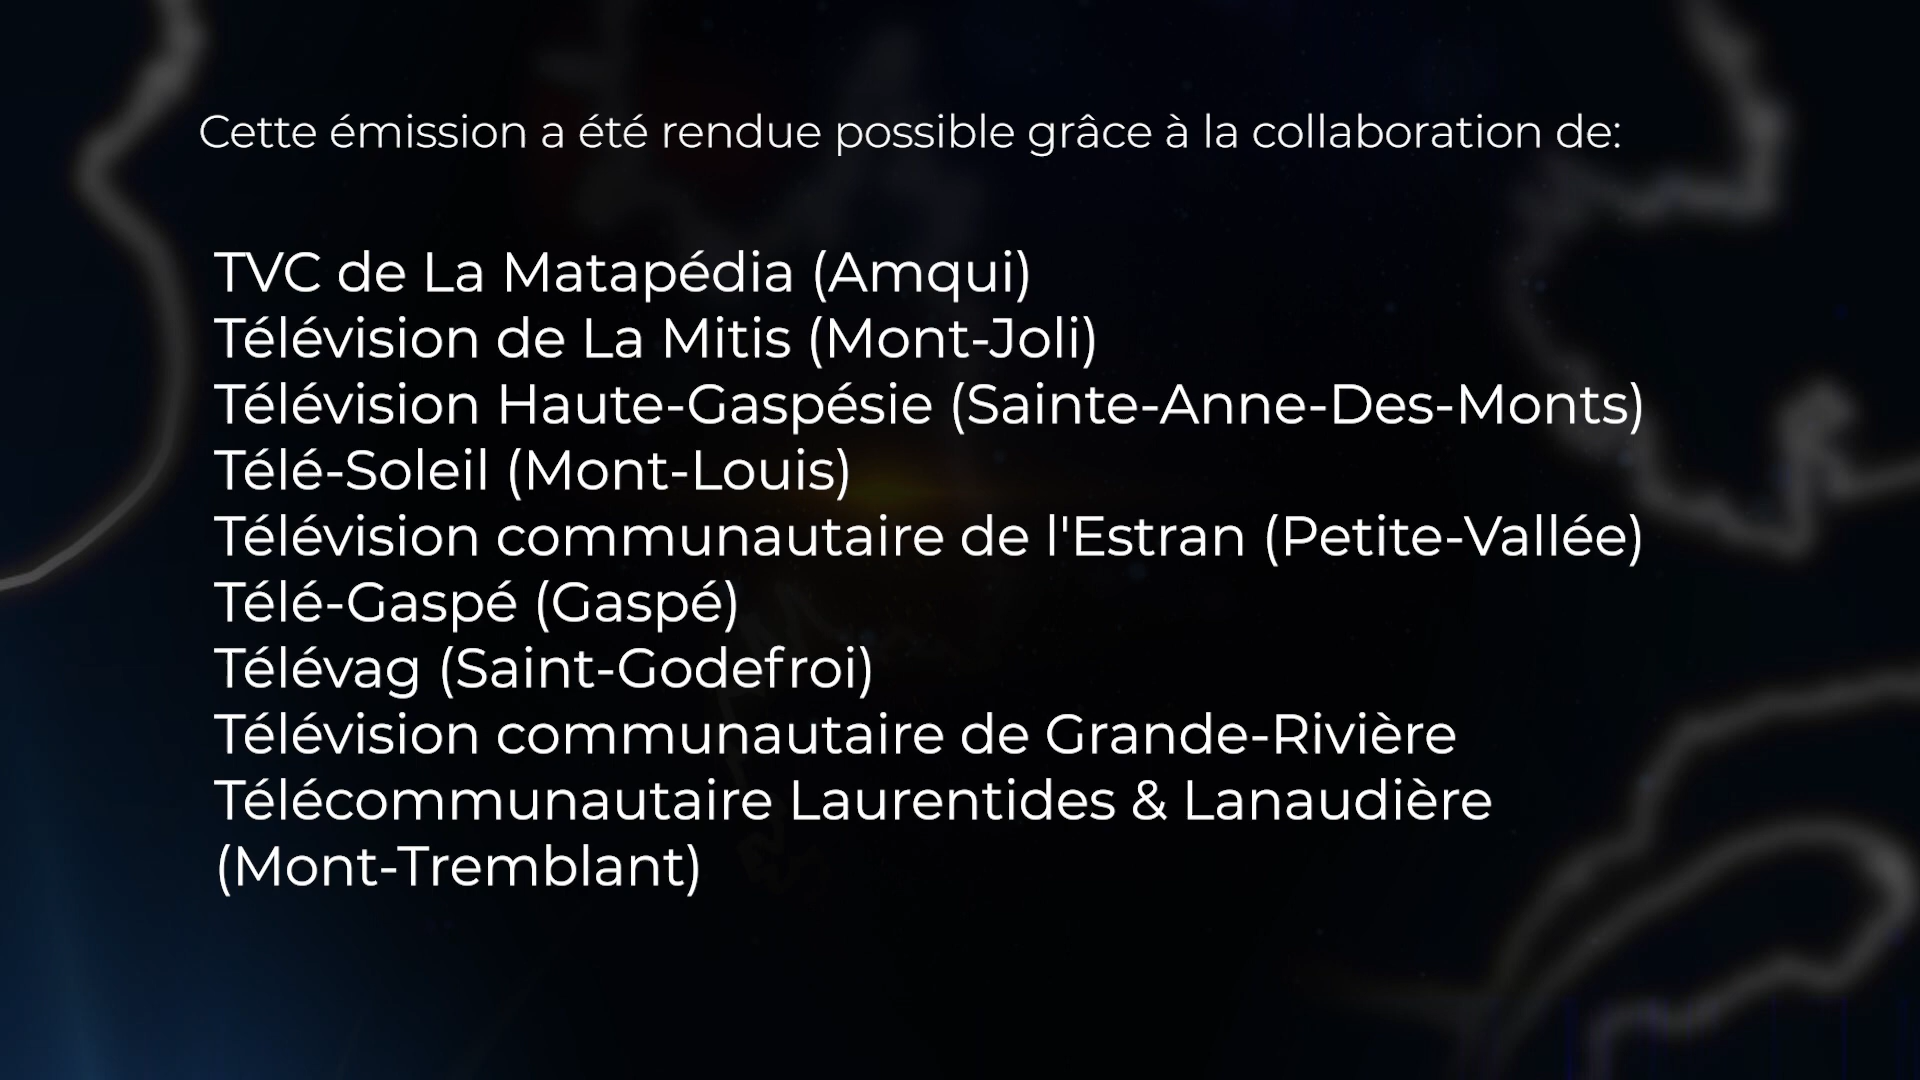 Cette émission a été rendue possible grâce à la collaboration de:
TVC de La Matapédia (Amqui)
Télévision de La Mitis (Mont-Joli)
Télévision Haute-Gaspésie (Sainte-Anne-Des-Monts)
Télé-Soleil (Mont-Louis)
Télévision communautaire de l'Estran (Petite-Vallée)
Télé-Gaspé (Gaspé)
Télévag (Saint-Godefroi)
Télévision communautaire de Grande-Rivière
Télécommunautaire Laurentides & Lanaudière
(Mont-Tremblant)